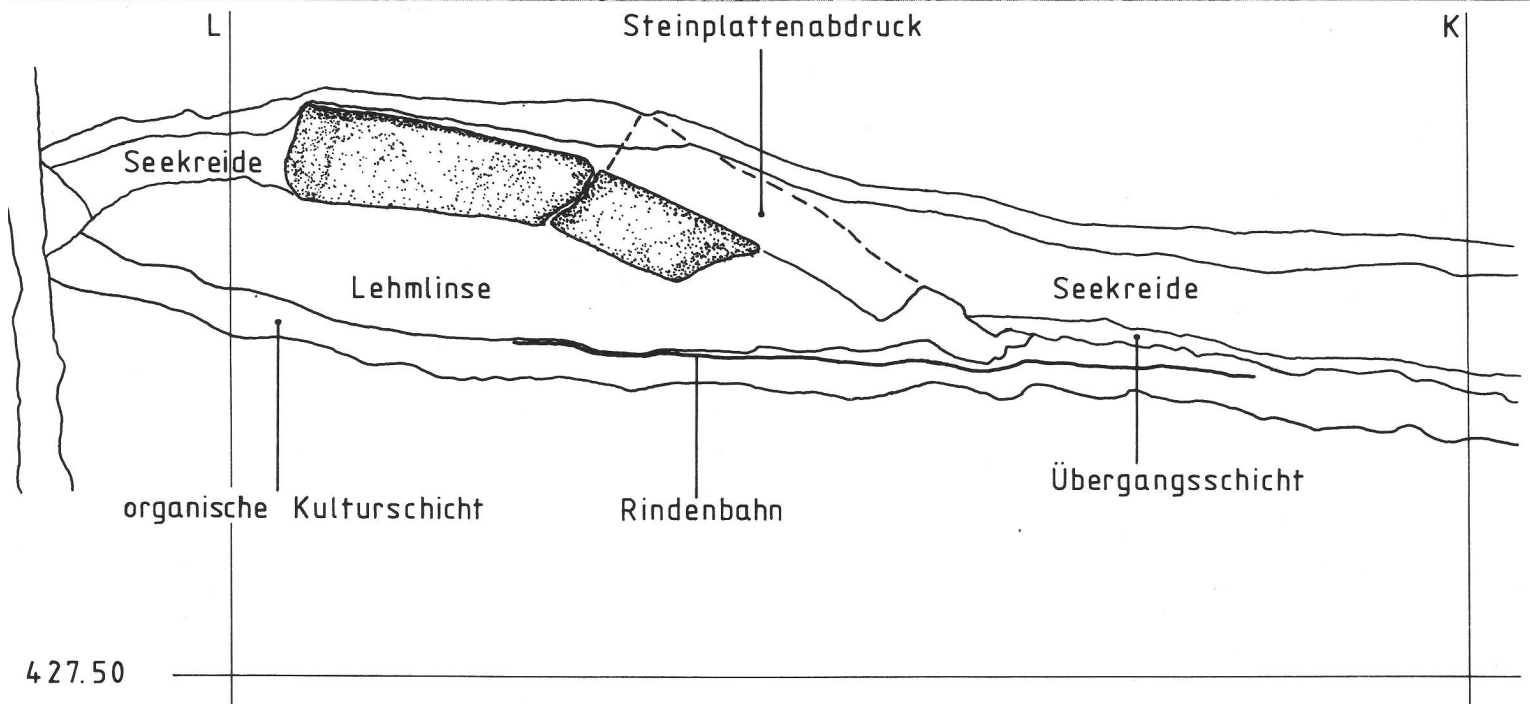 L
Steinplattenabdruck
K
Seekreide
Lehmlinse
Seekreide
Übergangsschicht
organische Kulturschicht
Rindenbahn
427.50